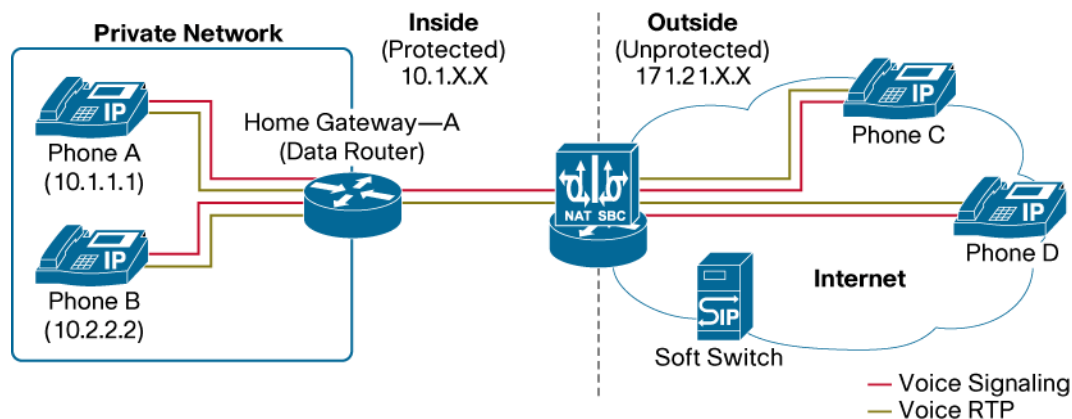 Private Network
Inside
(Protected)
10.1.X.X
Outside
(Unprotected)
171.21.X.X
IP
Phone A
(10.1.1.1)
Home Gateway—A
(Data Router)
IP
Phone B
(10.2.2.2)
NAT SBC
IP
Phone C
IP
Phone D
Internet
SIP
Soft Switch
Voice Signaling
Voice RTP